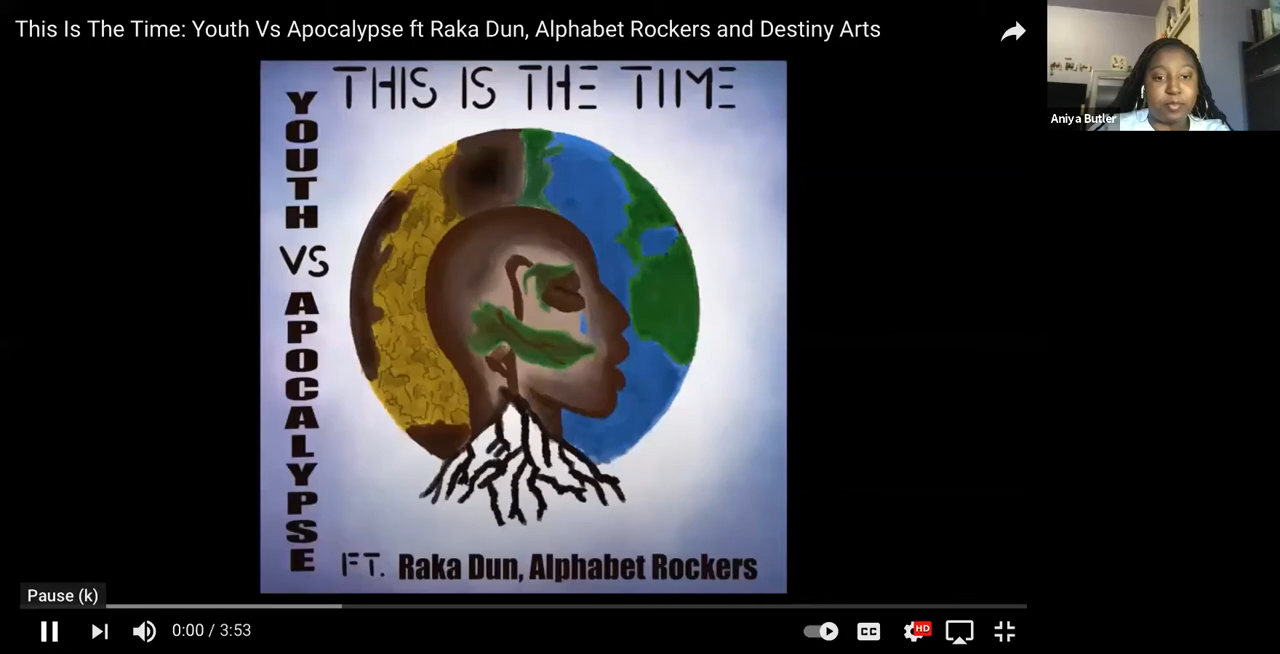 This Is The Time: Youth Vs Apocalypse ft Raka Dun, Alphabet Rockers and Destiny Arts
Aniya Butler
THIS IS THE TIME
YOUTH
VS
APOCALYPSE
FT. Raka Dun, Alphabet Rockers
Pause (k)
0:00 / 3:53
CC
HD